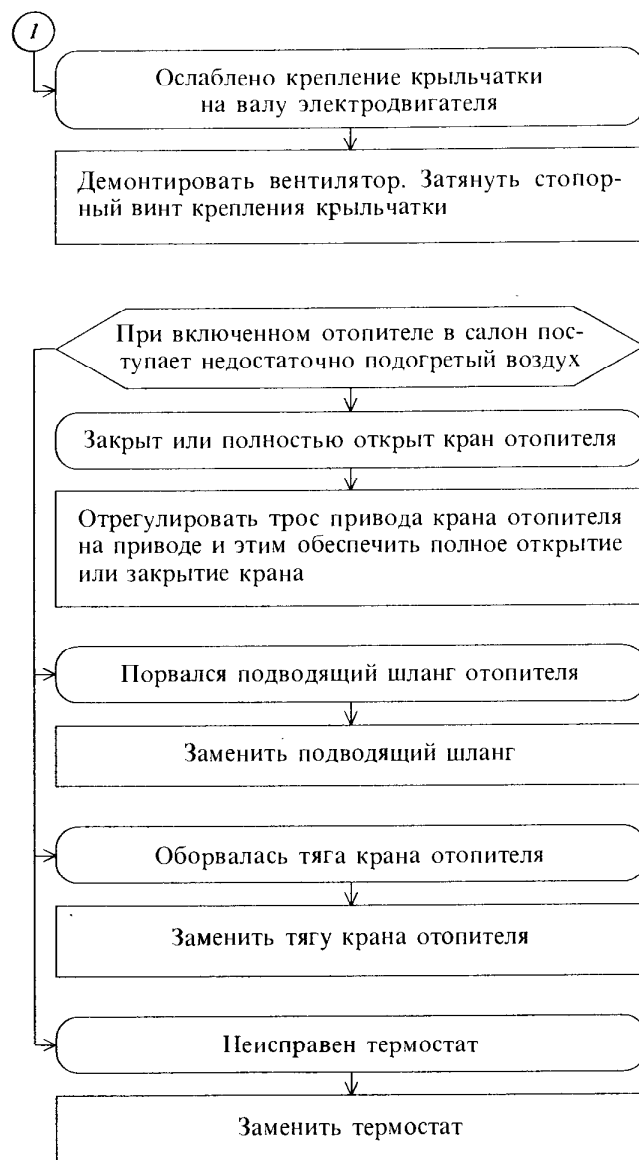 1
Ослаблено крепление крыльчатки
на валу электродвигателя
Демонтировать вентилятор. Затянуть стопор-
ный винт крепления крыльчатки
При включенном отопителе в салон пос-
тупает недостаточно подогретый воздух
Закрыт или полностью открыт кран отопителя
Отрегулировать трос привода крана отопителя
на приводе и этим обеспечить полное открытие
или закрытие крана
Порвался подводящий шланг отопителя
Заменить подводящий шланг
Оборвалась тяга крана отопителя
Заменить тягу крана отопителя
Неисправен термостат
Заменить термостат